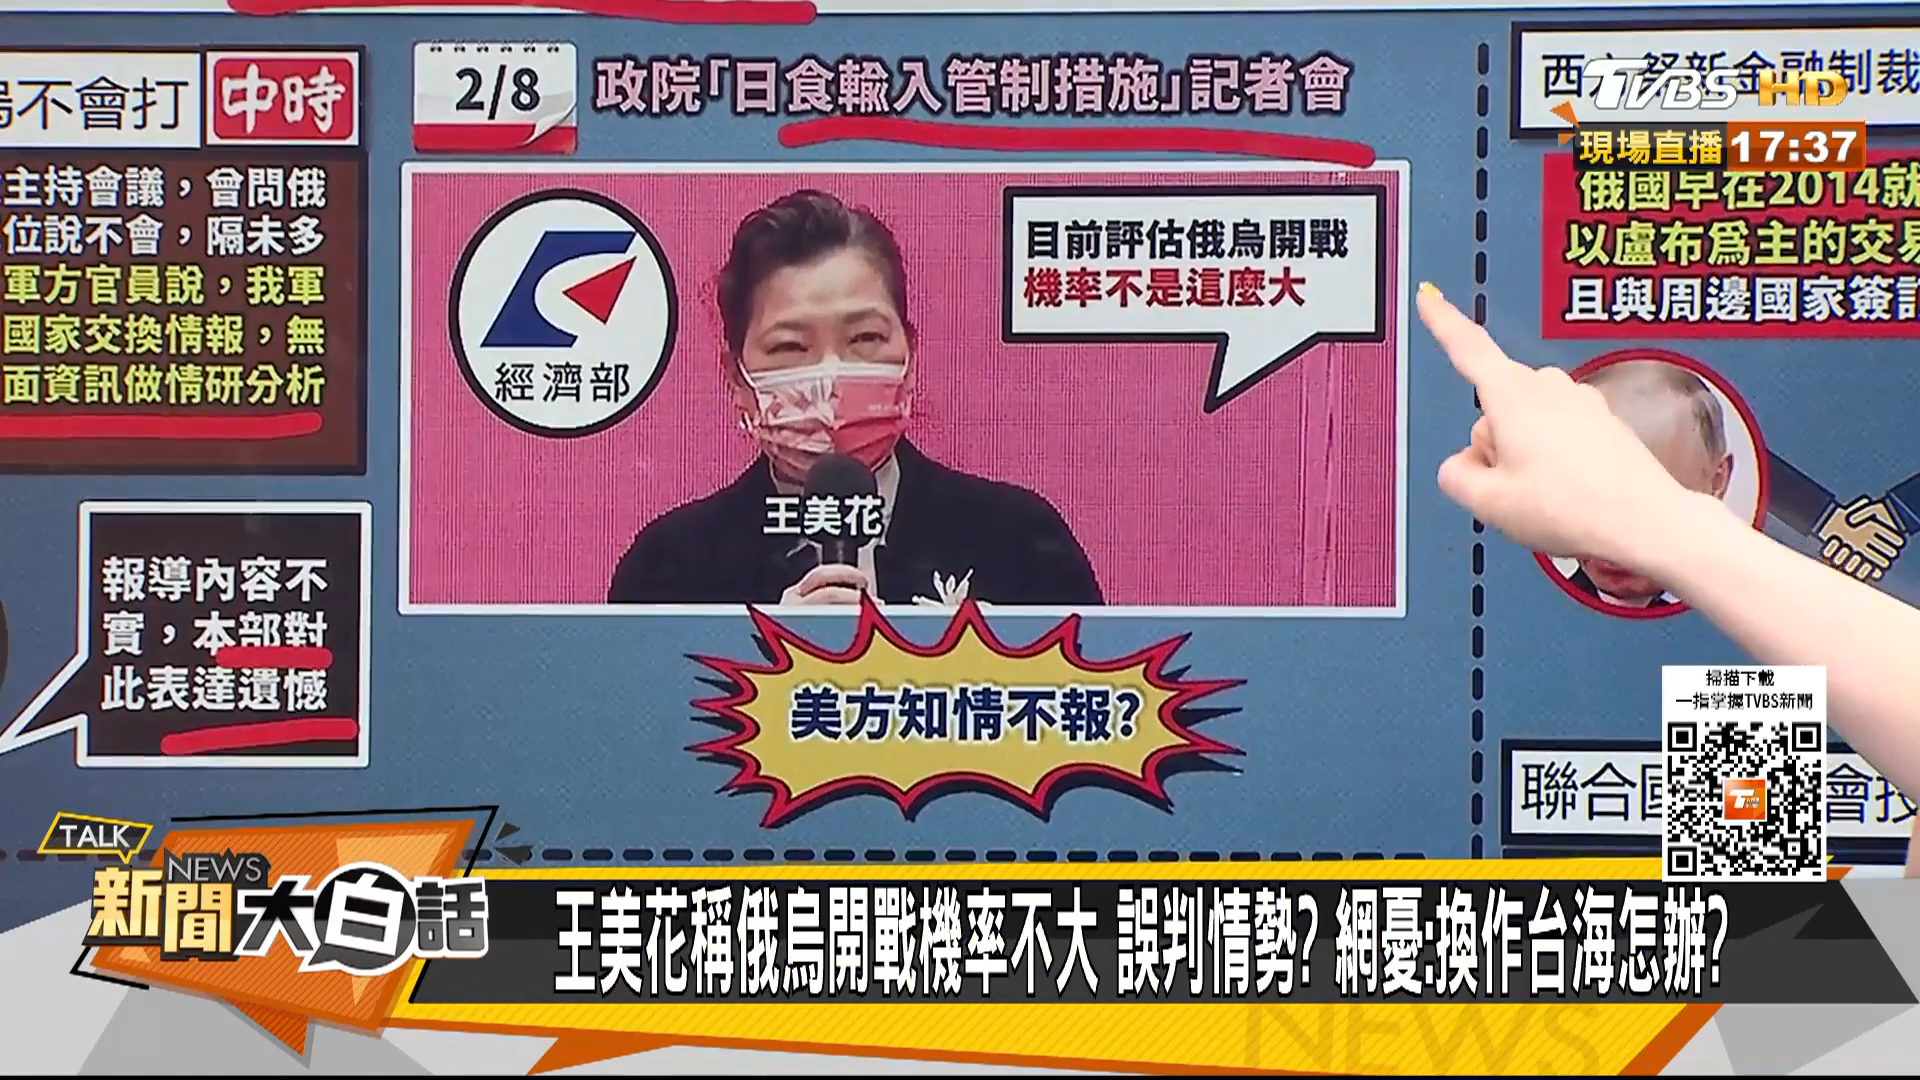 烏不會打
中時
主持會議，曾問俄
位說不會，隔未多
軍方官員說，我軍
國家交換情報，無
面資訊做情研分析
報導內容不
實，本部對
此表達遺憾
2/8
政院「日食輸入管制措施」記者會
經濟部
目前評估俄烏開戰
機率不是這麼大
王美花
美方知情不報?
TVBS HD
現場直播 17:37
俄國早在2014就
以盧布為主的交易
且與周邊國家簽訂
掃描下載
一指掌握TVBS新聞
聯合國
TALK
NEWS
新聞大白話
王美花稱俄烏開戰機率不大 誤判情勢? 網憂:換作台海怎辦?
NEWS